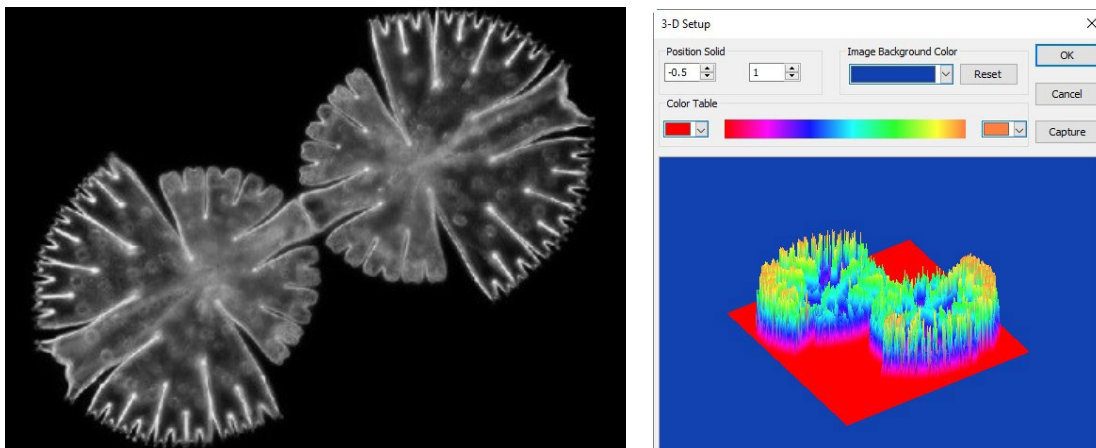 3-D Setup
Position Solid
-0.5
1
Image Background Color
Reset
OK
Cancel
Color Table
Capture